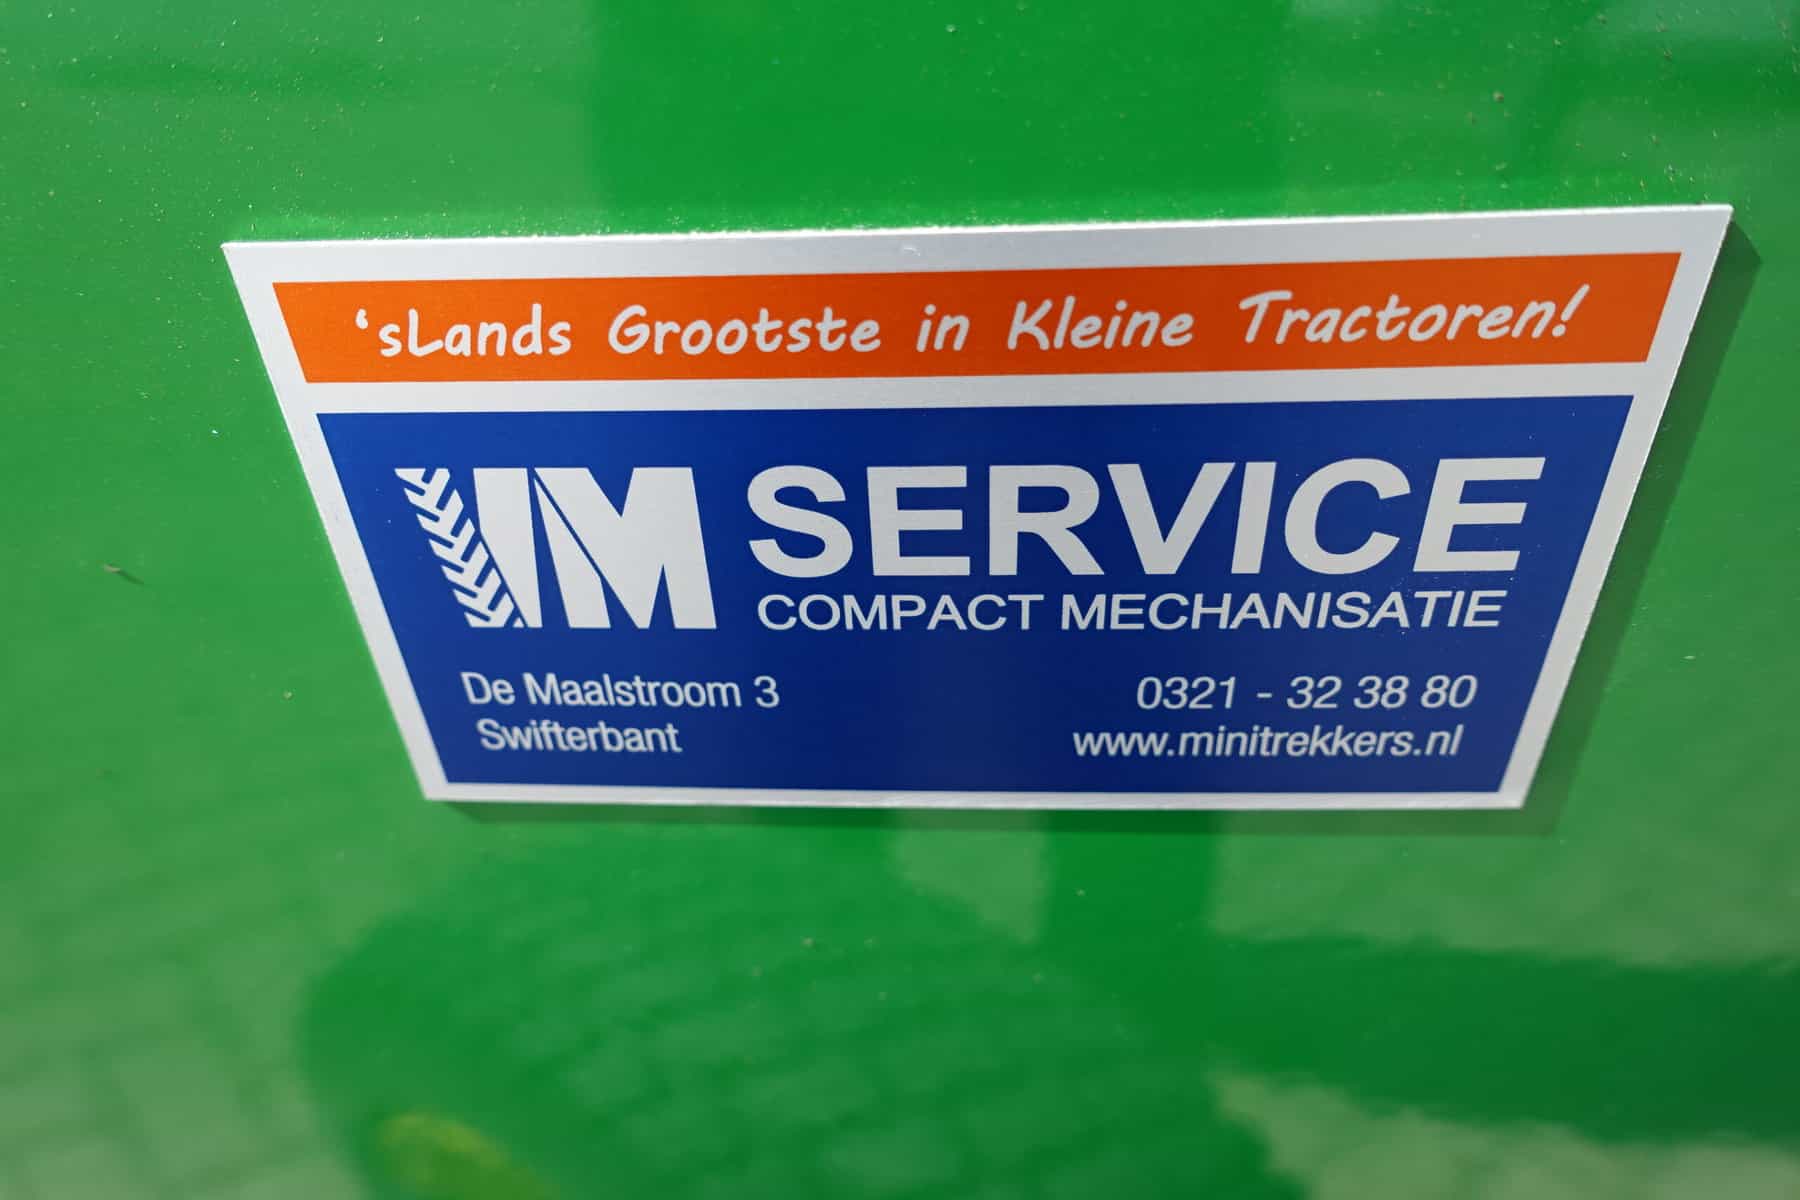 ‘sLands Grootste in Kleine Tractoren!
VM SERVICE
COMPACT MECHANISATIE
De Maalstroom 3
Swifterbant
0321 - 32 38 80
www.minitrekkers.nl